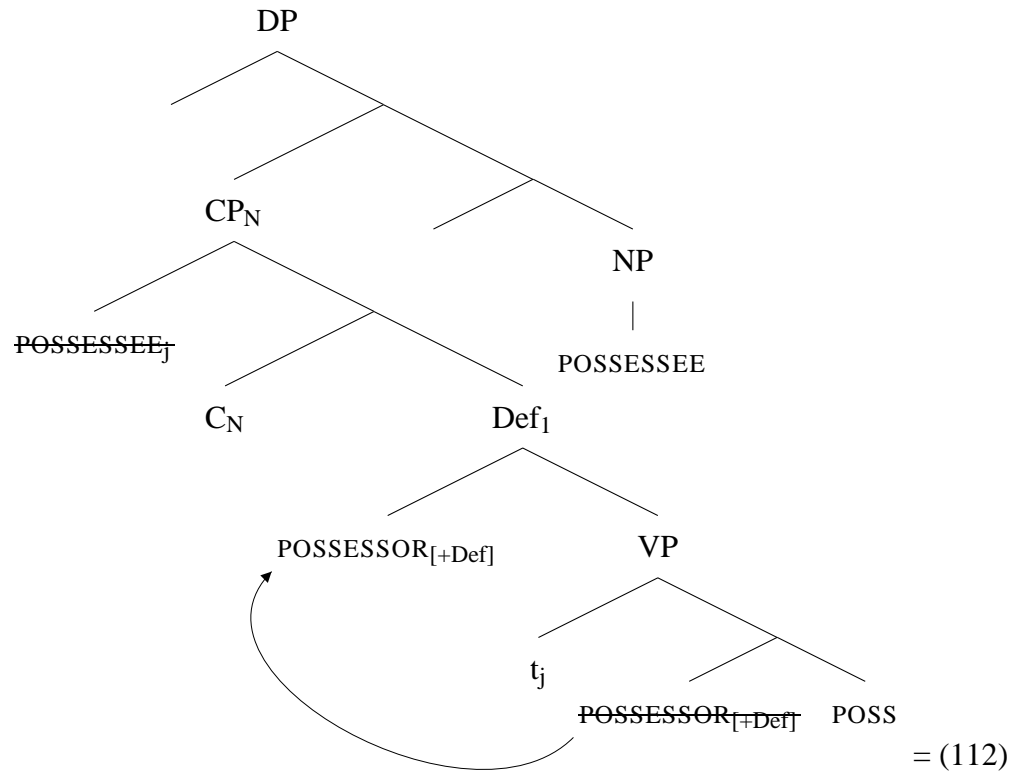 DP
CP_N
NP
POSSESSEE_j
POSSESSEE
C_N
Def_1
POSSESSOR_[+Def]
VP
t_j
POSSESSOR_[+Def] POSS
= (112)